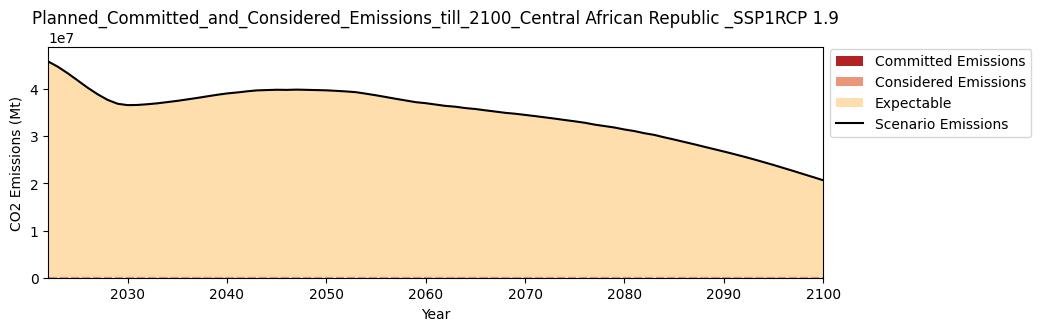 Planned_Committed_and_Considered_Emissions_till_2100_Central African Republic _SSP1RCP 1.9
1e7
Committed Emissions
Considered Emissions
Expectable
Scenario Emissions
CO2 Emissions (Mt)
4
3
2
1
0
2030 2040 2050 2060 2070 2080 2090 2100
Year